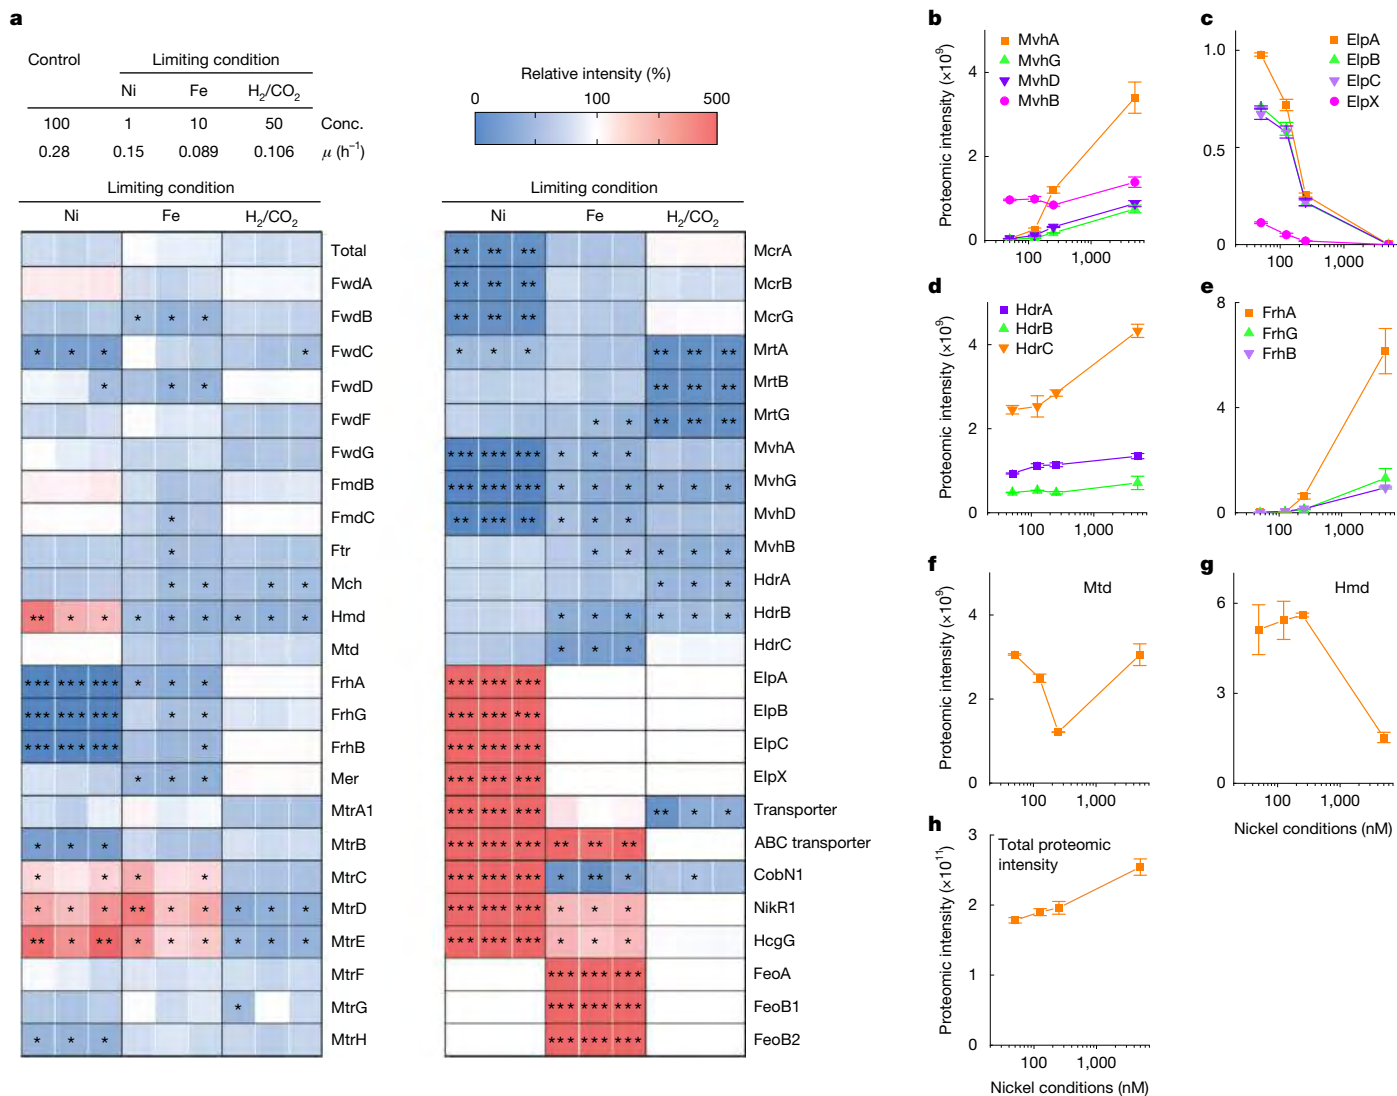 a
Control
Limiting condition
Ni Fe H2/CO2
100 1 10 50 Conc.
0.28 0.15 0.089 0.106 μ (h−1)
Relative intensity (%)
0 100 500
Limiting condition
Ni Fe H2/CO2
Total
FwdA
FwdB
* * *
FwdC
* * * *
FwdD
* * *
FwdF
FwdG
FmdB
FmdC
*
Ftr
*
Mch
* * * *
Hmd
** * * * * * * * *
Mtd
FrhA
*** *** *** * * *
FrhG
*** *** *** * *
FrhB
*** *** *** *
Mer
* * *
MtrA1
MtrB
* * *
MtrC
* * * *
MtrD
* * * ** * * * * *
MtrE
** * ** * * * * * *
MtrF
MtrG
*
MtrH
* * *
Limiting condition
Ni Fe H2/CO2
McrA
** ** **
McrB
** ** **
McrG
** ** **
MrtA
* * * ** ** **
MrtB
** ** **
MrtG
* * ** ** **
MvhA
*** *** *** * * *
MvhG
*** *** *** * * * * * *
MvhD
** *** ** * * *
MvhB
* * * * *
HdrA
* * *
HdrB
* * * * * *
HdrC
* * *
ElpA
*** *** ***
ElpB
*** *** ***
ElpC
*** *** ***
ElpX
*** *** ***
Transporter
*** *** *** ** * *
ABC transporter
*** *** *** ** ** **
CobN1
*** *** *** * ** * *
NikR1
*** *** *** * * *
HcgG
*** *** *** * * *
FeoA
*** *** ***
FeoB1
*** *** ***
FeoB2
*** *** ***
b
MvhA
MvhG
MvhD
MvhB
Proteomic intensity (×10⁹)
4
2
0
100 1,000
c
ElpA
ElpB
ElpC
ElpX
1.0
0.5
0
100 1,000
d
HdrA
HdrB
HdrC
Proteomic intensity (×10⁹)
4
2
0
100 1,000
e
FrhA
FrhG
FrhB
8
4
0
100 1,000
f
Mtd
Proteomic intensity (×10⁹)
4
2
0
100 1,000
g
Hmd
6
3
0
100 1,000
Nickel conditions (nM)
h
Total proteomic
intensity
Proteomic intensity (×10¹¹)
3
2
1
0
100 1,000
Nickel conditions (nM)